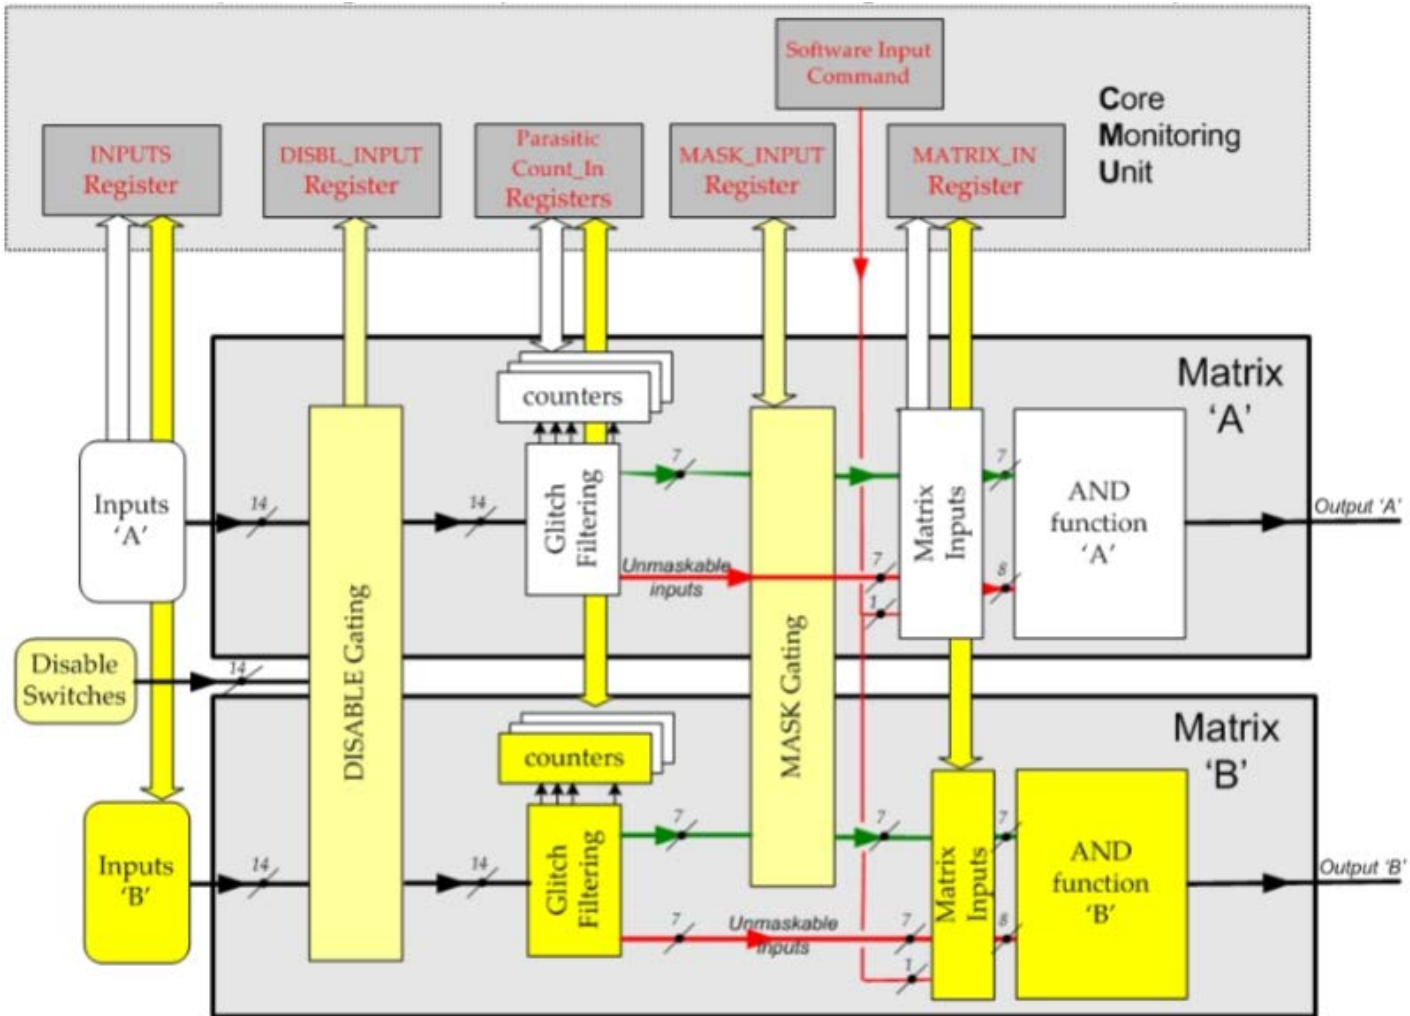 Software Input
Command
Core
Monitoring
Unit
INPUTS
Register
DISBL_INPUT
Register
Parasitic
Count_In
Registers
MASK_INPUT
Register
MATRIX_IN
Register
Matrix
‘A’
counters
Inputs
‘A’
14
14
Glitch
Filtering
7
7
Unmaskable
inputs
7
1
Matrix
Inputs
8
AND
function
‘A’
Output ‘A’
Disable
Switches
14
DISABLE Gating
MASK Gating
Matrix
‘B’
counters
Inputs
‘B’
14
14
Glitch
Filtering
7
7
7
7
Unmaskable
inputs
7
1
Matrix
Inputs
8
AND
function
‘B’
Output ‘B’